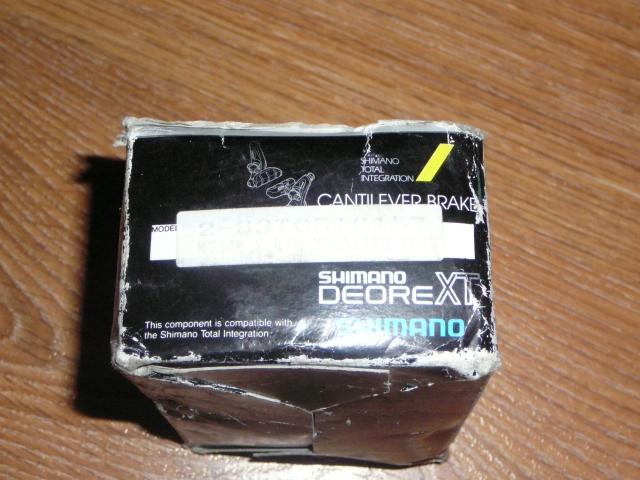 SHIMANO
TOTAL
INTEGRATION
CANTILEVER BRAKE
MODEL
SHIMANO
DEORE XT
This component is compatible with
the Shimano Total Integration.
SHIMANO